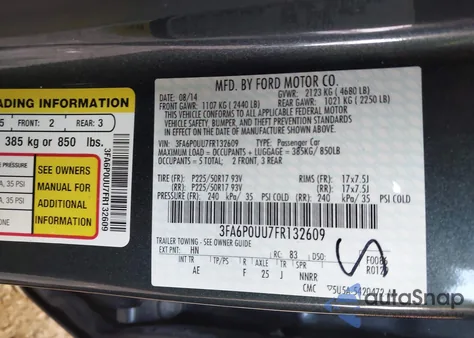 ADING INFORMATION
5 FRONT: 2 REAR: 3
385 kg or 850 lbs.
PRESSURE
A, 35 PSI
A, 35 PSI
SEE OWNERS
MANUAL FOR
ADDITIONAL
INFORMATION
3FA6P0UU7FR132609
MFD. BY FORD MOTOR CO.
DATE: 08/14 GVWR: 2123 KG ( 4680 LB)
FRONT GAWR: 1107 KG ( 2440 LB) REAR GAWR: 1021 KG ( 2250 LB)
THIS VEHICLE CONFORMS TO ALL APPLICABLE FEDERAL MOTOR
VEHICLE SAFETY, BUMPER, AND THEFT PREVENTION STANDARDS IN
EFFECT ON THE DATE OF MANUFACTURE SHOWN ABOVE.
VIN: 3FA6P0UU7FR132609 TYPE: Passenger Car
MAXIMUM LOAD = OCCUPANTS + LUGGAGE = 385KG/ 850LB
OCCUPANTS = 5 TOTAL: 2 FRONT, 3 REAR
TIRE (FR): P225/50R17 93V RIMS (FR): 17x7.5J
(RR): P225/50R17 93V (RR): 17x7.5J
PRESSURE (FR): 240 kPa/ 35 PSI COLD (RR): 240 kPa/ 35 PSI COLD
3FA6P0UU7FR132609
TRAILER TOWING - SEE OWNER GUIDE
EXT PNT: HN RC: B3 DSO: F0086
INT TR TP/PS R AXLE TR SPR
AE F 25 J NNRR
CMC
autoSnap